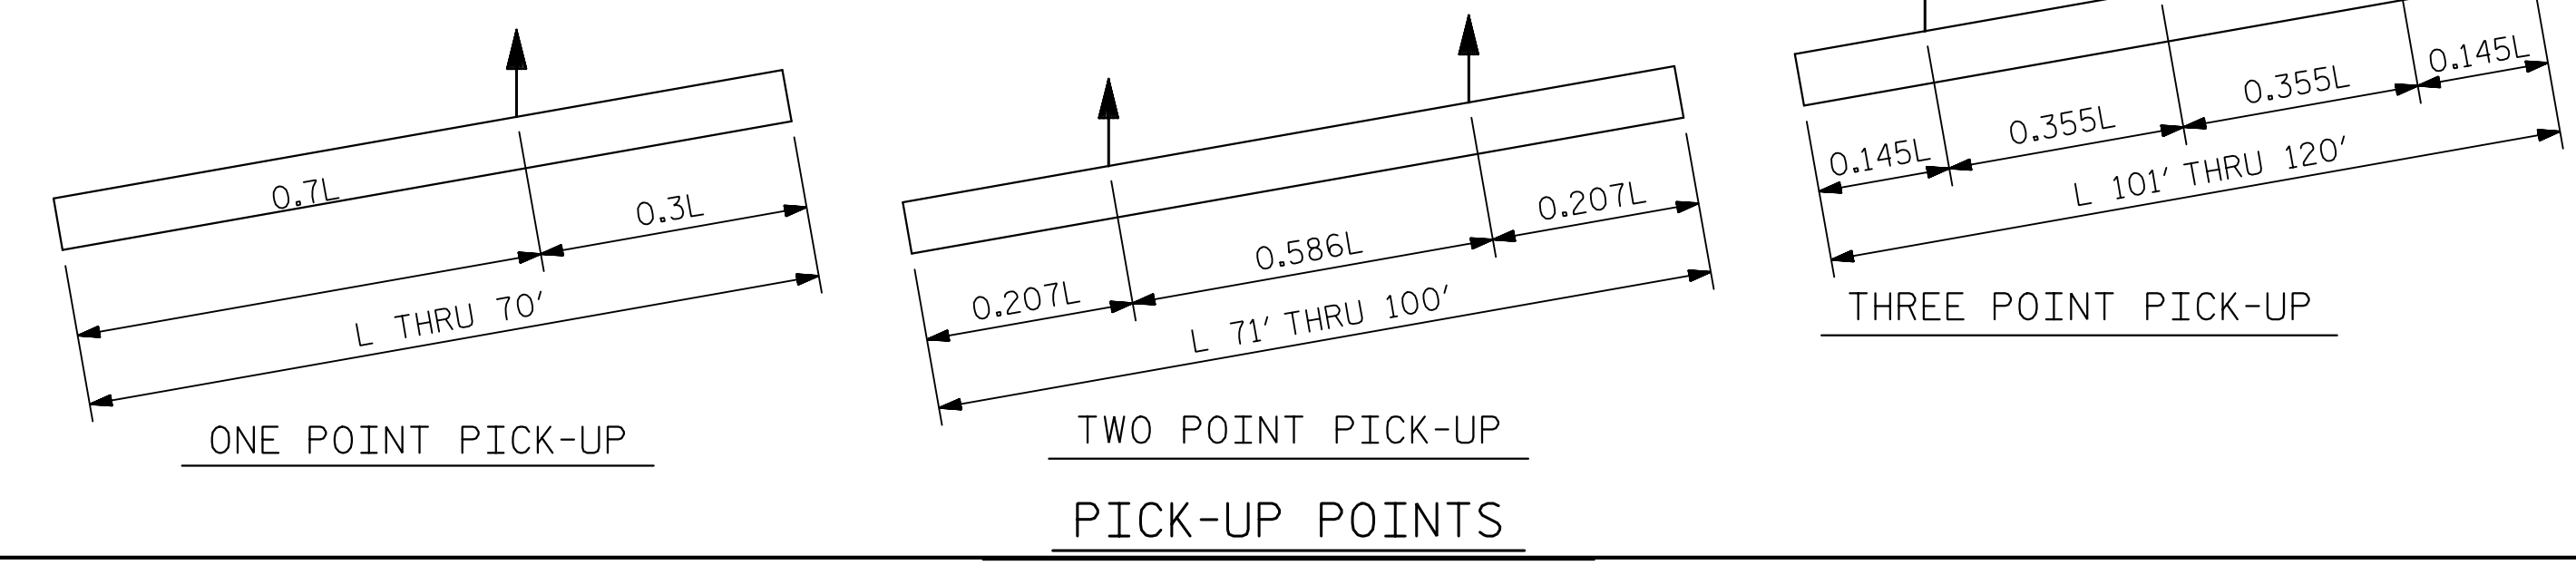 0.7L
0.3L
L THRU 70′
ONE POINT PICK-UP
0.207L
0.586L
0.207L
L 71′ THRU 100′
TWO POINT PICK-UP
0.145L
0.355L
0.355L
0.145L
L 101′ THRU 120′
THREE POINT PICK-UP
PICK-UP POINTS